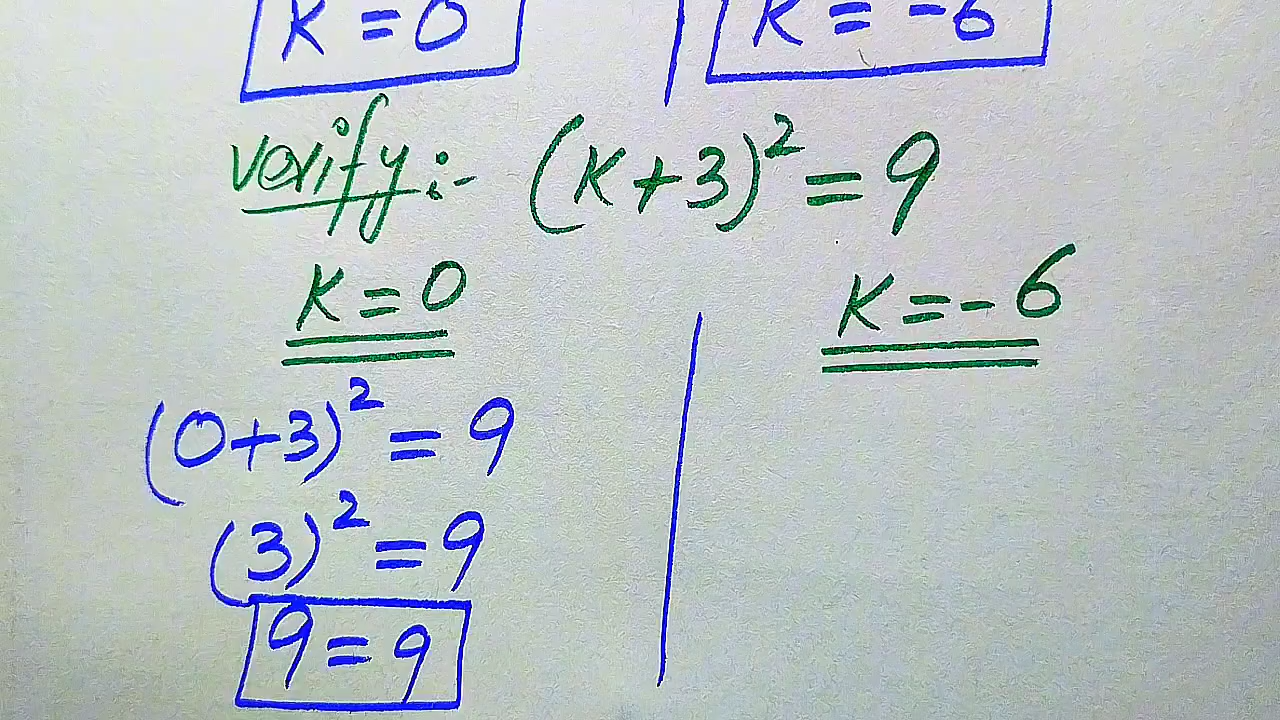 K = 0 K = -6
Verify:- (K+3)² = 9
K = 0 K = -6
(0+3)² = 9
(3)² = 9
9 = 9